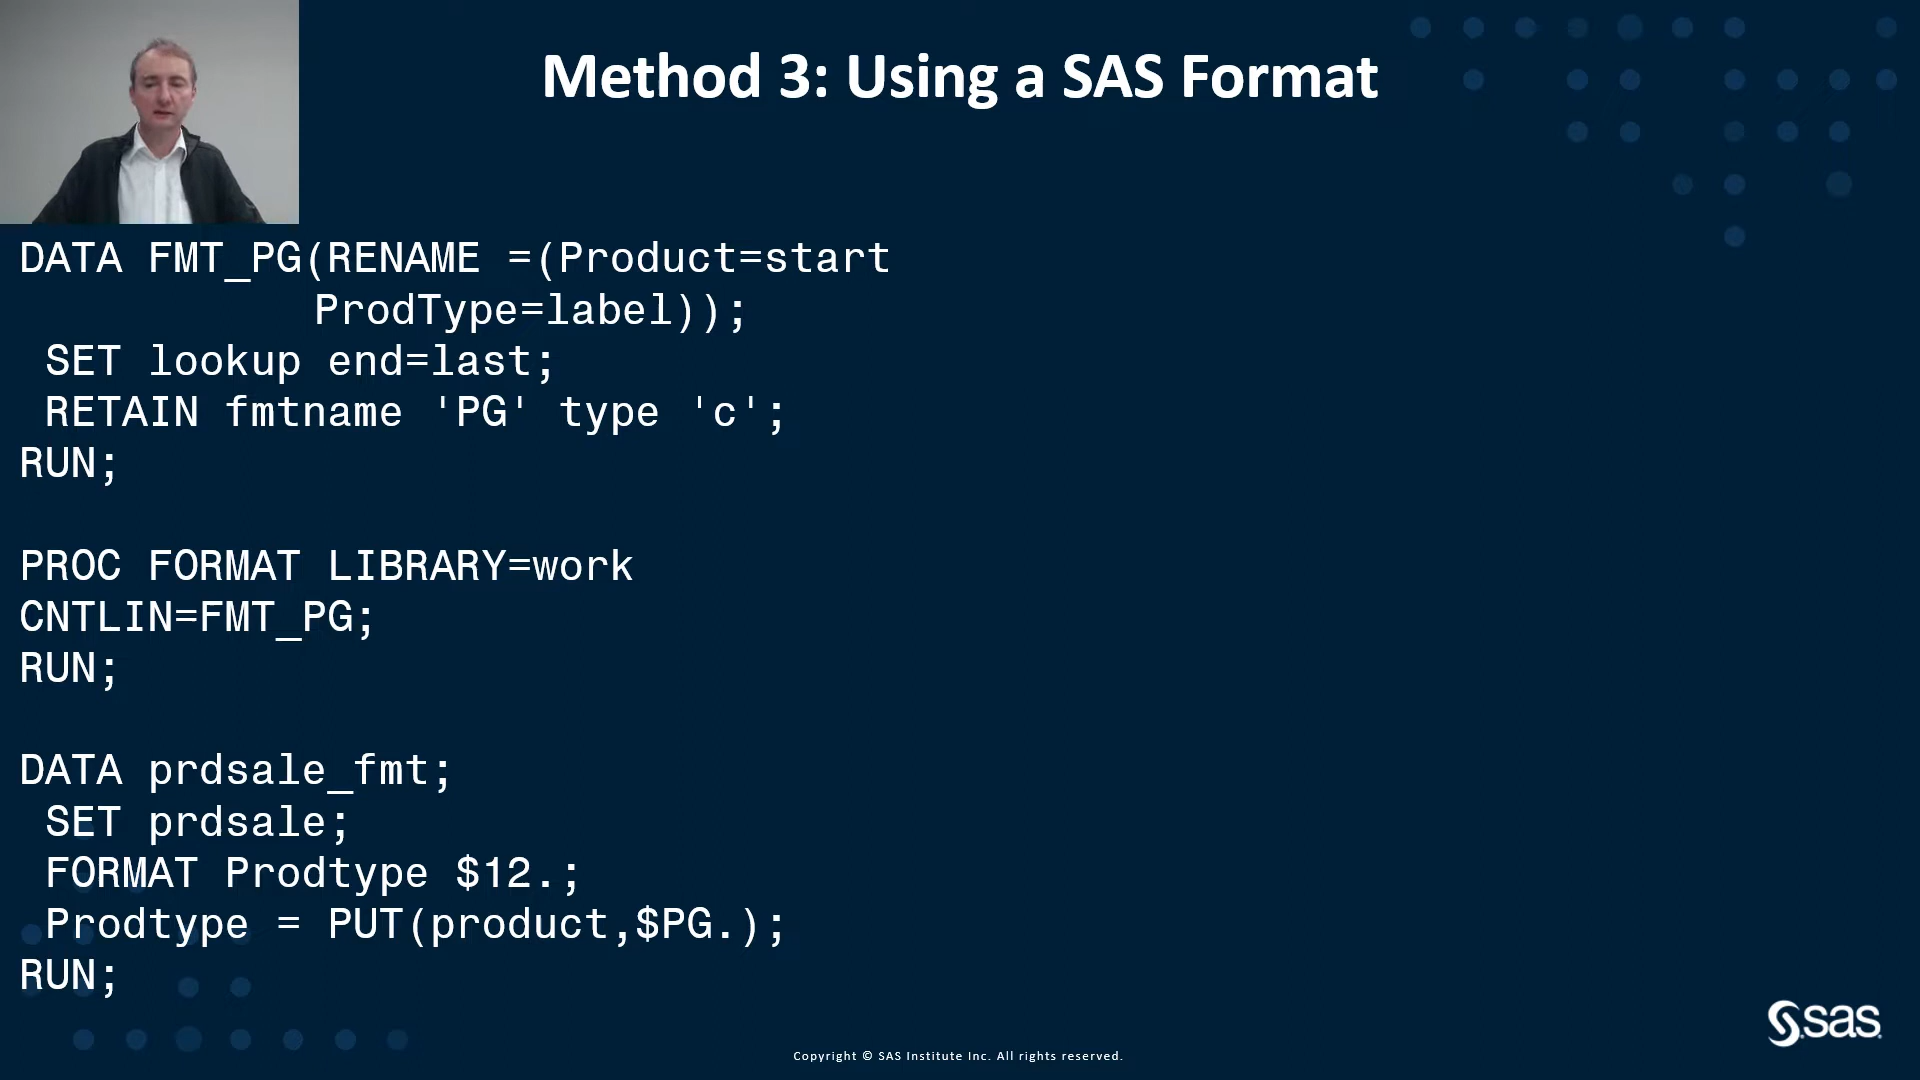 Method 3: Using a SAS Format
DATA FMT_PG(RENAME =(Product=start
ProdType=label));
SET lookup end=last;
RETAIN fmtname 'PG' type 'c';
RUN;
PROC FORMAT LIBRARY=work
CNTLIN=FMT_PG;
RUN;
DATA prdsale_fmt;
SET prdsale;
FORMAT Prodtype $12.;
Prodtype = PUT(product,$PG.);
RUN;
sas
Copyright © SAS Institute Inc. All rights reserved.